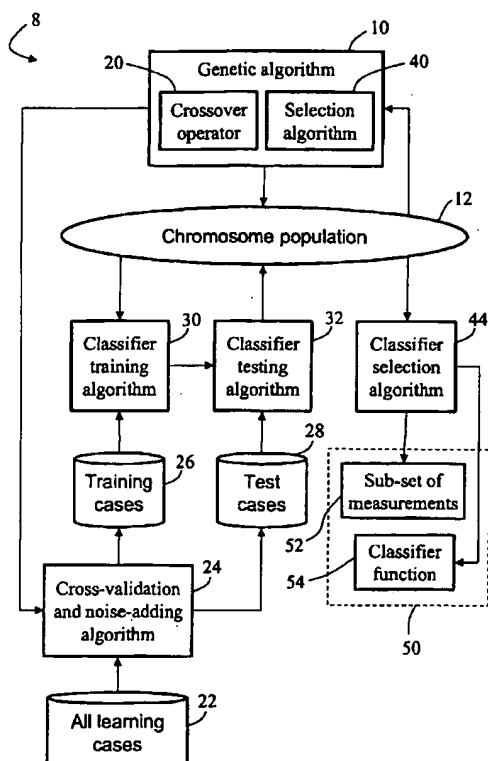 8
10
Genetic algorithm
20
40
Crossover
operator
Selection
algorithm
12
Chromosome population
30
Classifier
training
algorithm
32
Classifier
testing
algorithm
44
Classifier
selection
algorithm
26
Training
cases
28
Test
cases
Sub-set of
measurements
52
Classifier
function
54
50
24
Cross-validation
and noise-adding
algorithm
All learning
cases
22